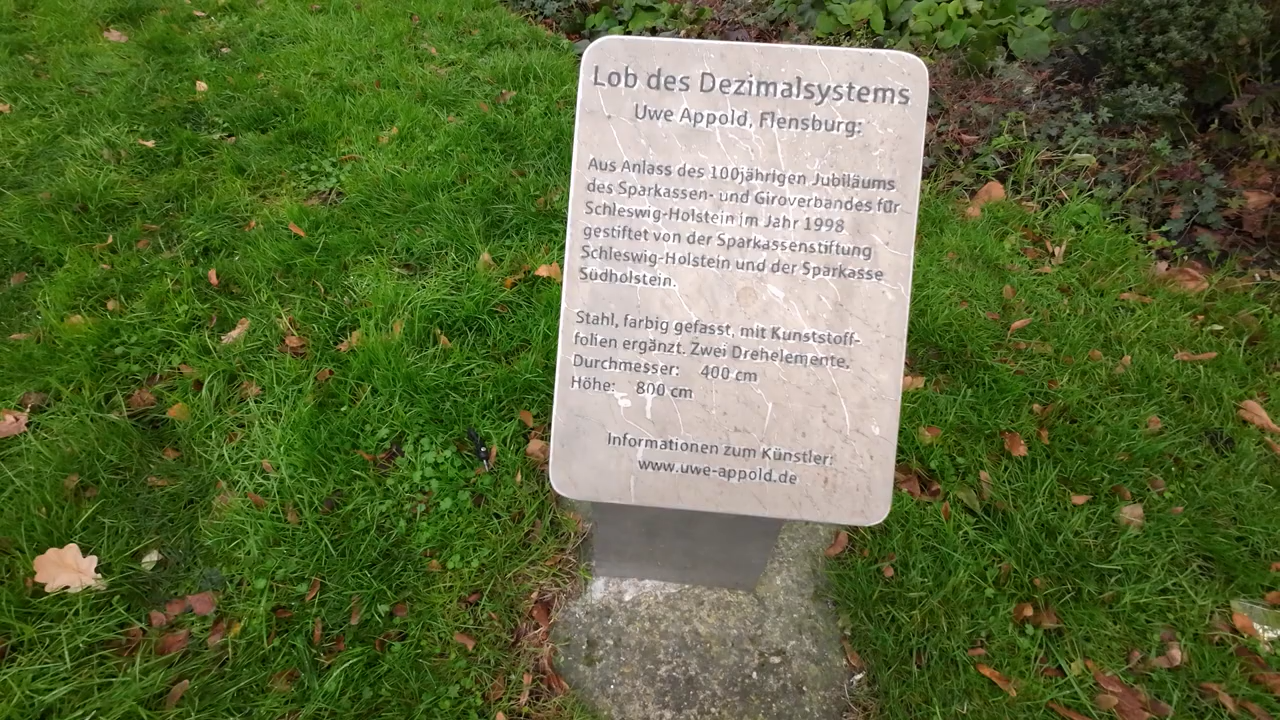 Lob des Dezimalsystems
Uwe Appold, Flensburg:
Aus Anlass des 100jährigen Jubiläums
des Sparkassen- und Giroverbandes für
Schleswig-Holstein im Jahr 1998
gestiftet von der Sparkassenstiftung
Schleswig-Holstein und der Sparkasse
Südholstein.
Stahl, farbig gefasst, mit Kunststoff-
folien ergänzt. Zwei Drehelemente,
Durchmesser: 400 cm
Höhe: 800 cm
Informationen zum Künstler:
www.uwe-appold.de